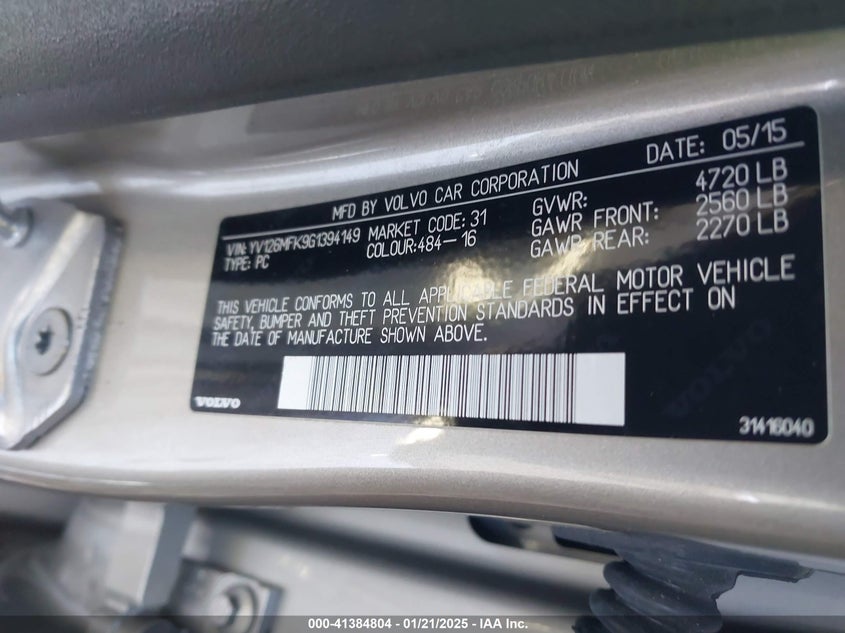 MFD BY VOLVO CAR CORPORATION DATE: 05/15
VIN: YV126MFK9G1394149 MARKET CODE: 31 GVWR: 4720 LB
TYPE: PC COLOUR:484-16 GAWR FRONT: 2560 LB
GAWR REAR: 2270 LB
THIS VEHICLE CONFORMS TO ALL APPLICABLE FEDERAL MOTOR VEHICLE
SAFETY, BUMPER AND THEFT PREVENTION STANDARDS IN EFFECT ON
THE DATE OF MANUFACTURE SHOWN ABOVE.
VOLVO
VOLVO
31416040
000-41384804 | 01/21/2025 - IAA Inc.